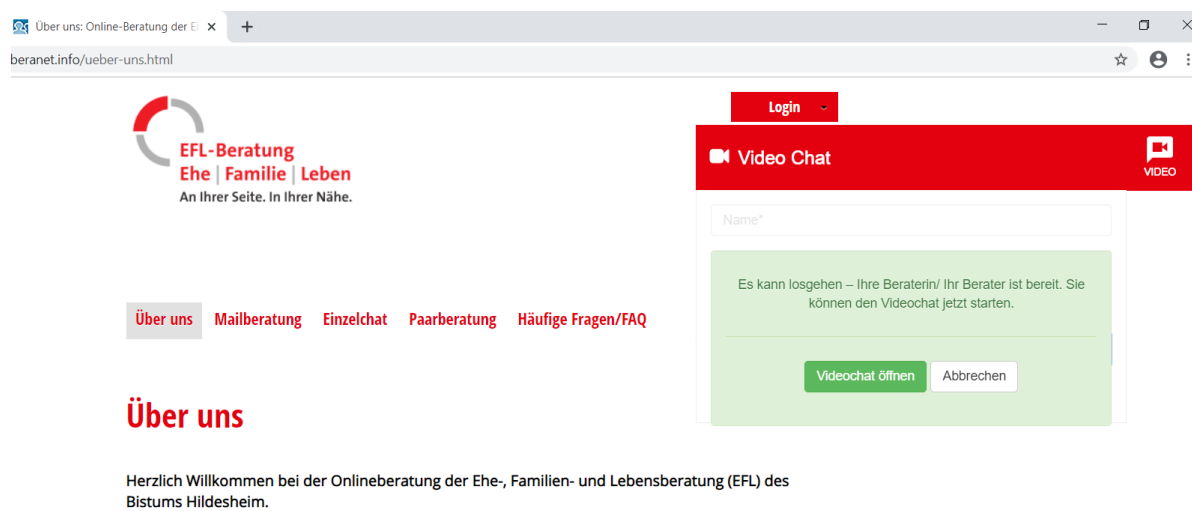 Über uns: Online-Beratung der E
beranet.info/ueber-uns.html
Login
EFL-Beratung
Ehe | Familie | Leben
An Ihrer Seite. In Ihrer Nähe.
Video Chat
VIDEO
Name*
Es kann losgehen – Ihre Beraterin/ Ihr Berater ist bereit. Sie
können den Videochat jetzt starten.
Videochat öffnen Abbrechen
Über uns Mailberatung Einzelchat Paarberatung Häufige Fragen/FAQ
Über uns
Herzlich Willkommen bei der Onlineberatung der Ehe-, Familien- und Lebensberatung (EFL) des
Bistums Hildesheim.